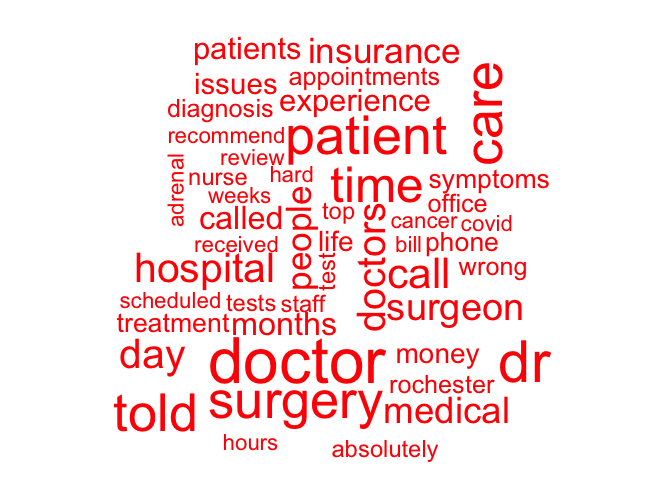 patients insurance
issues appointments
diagnosis experience
care
recommend patient
review
adrenal nurse hard time symptoms
weeks people top doctors office
called cancer covid
received life bill phone
hospital test call wrong
scheduled tests staff surgeon
treatment months
day doctor money dr
rochester
told surgery medical
hours absolutely